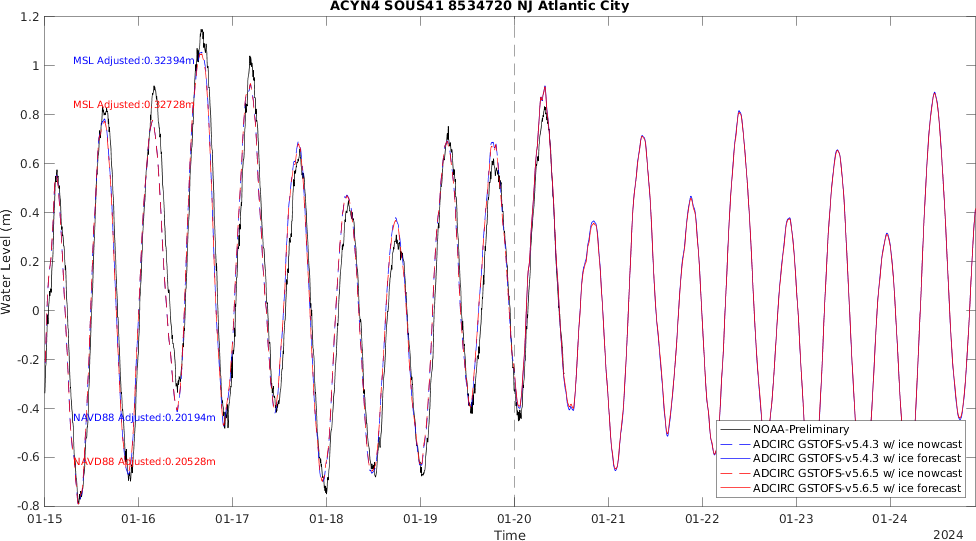 ACYN4 SOUS41 8534720 NJ Atlantic City
1.2
1
0.8
0.6
0.4
0.2
0
-0.2
-0.4
-0.6
-0.8
Water Level (m)
MSL Adjusted:0.32394m
MSL Adjusted:0.32728m
NAVD88 Adjusted:0.20194m
NAVD88 Adjusted:0.20528m
NOAA-Preliminary
ADCIRC GSTOFS-v5.4.3 w/ ice nowcast
ADCIRC GSTOFS-v5.4.3 w/ ice forecast
ADCIRC GSTOFS-v5.6.5 w/ ice nowcast
ADCIRC GSTOFS-v5.6.5 w/ ice forecast
01-15 01-16 01-17 01-18 01-19 01-20 01-21 01-22 01-23 01-24
Time
2024